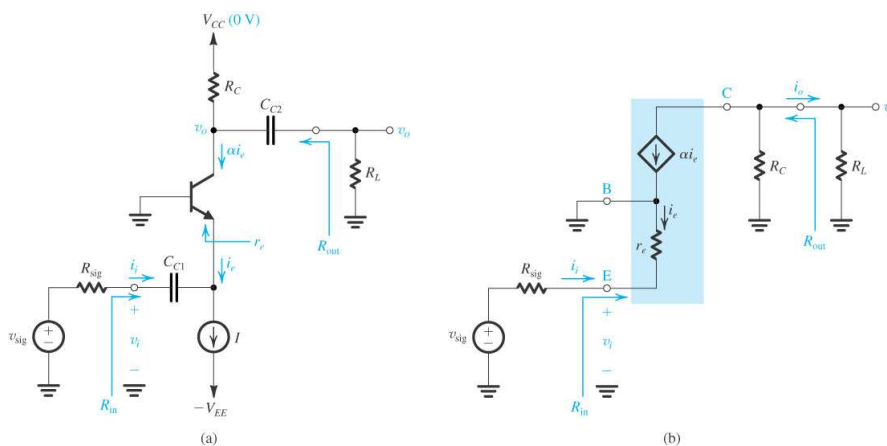 V_CC (0 V)
R_C
C_C2
v_o
v_o
αi_e
R_L
R_out
r_e
i_e
C_C1
R_sig
i_i
+
v_i
−
v_sig
+
−
I
R_in
−V_EE
(a)
C
i_o
αi_e
R_C
R_L
B
i_e
R_out
r_e
R_sig
i_i
E
+
v_i
−
v_sig
+
−
R_in
(b)